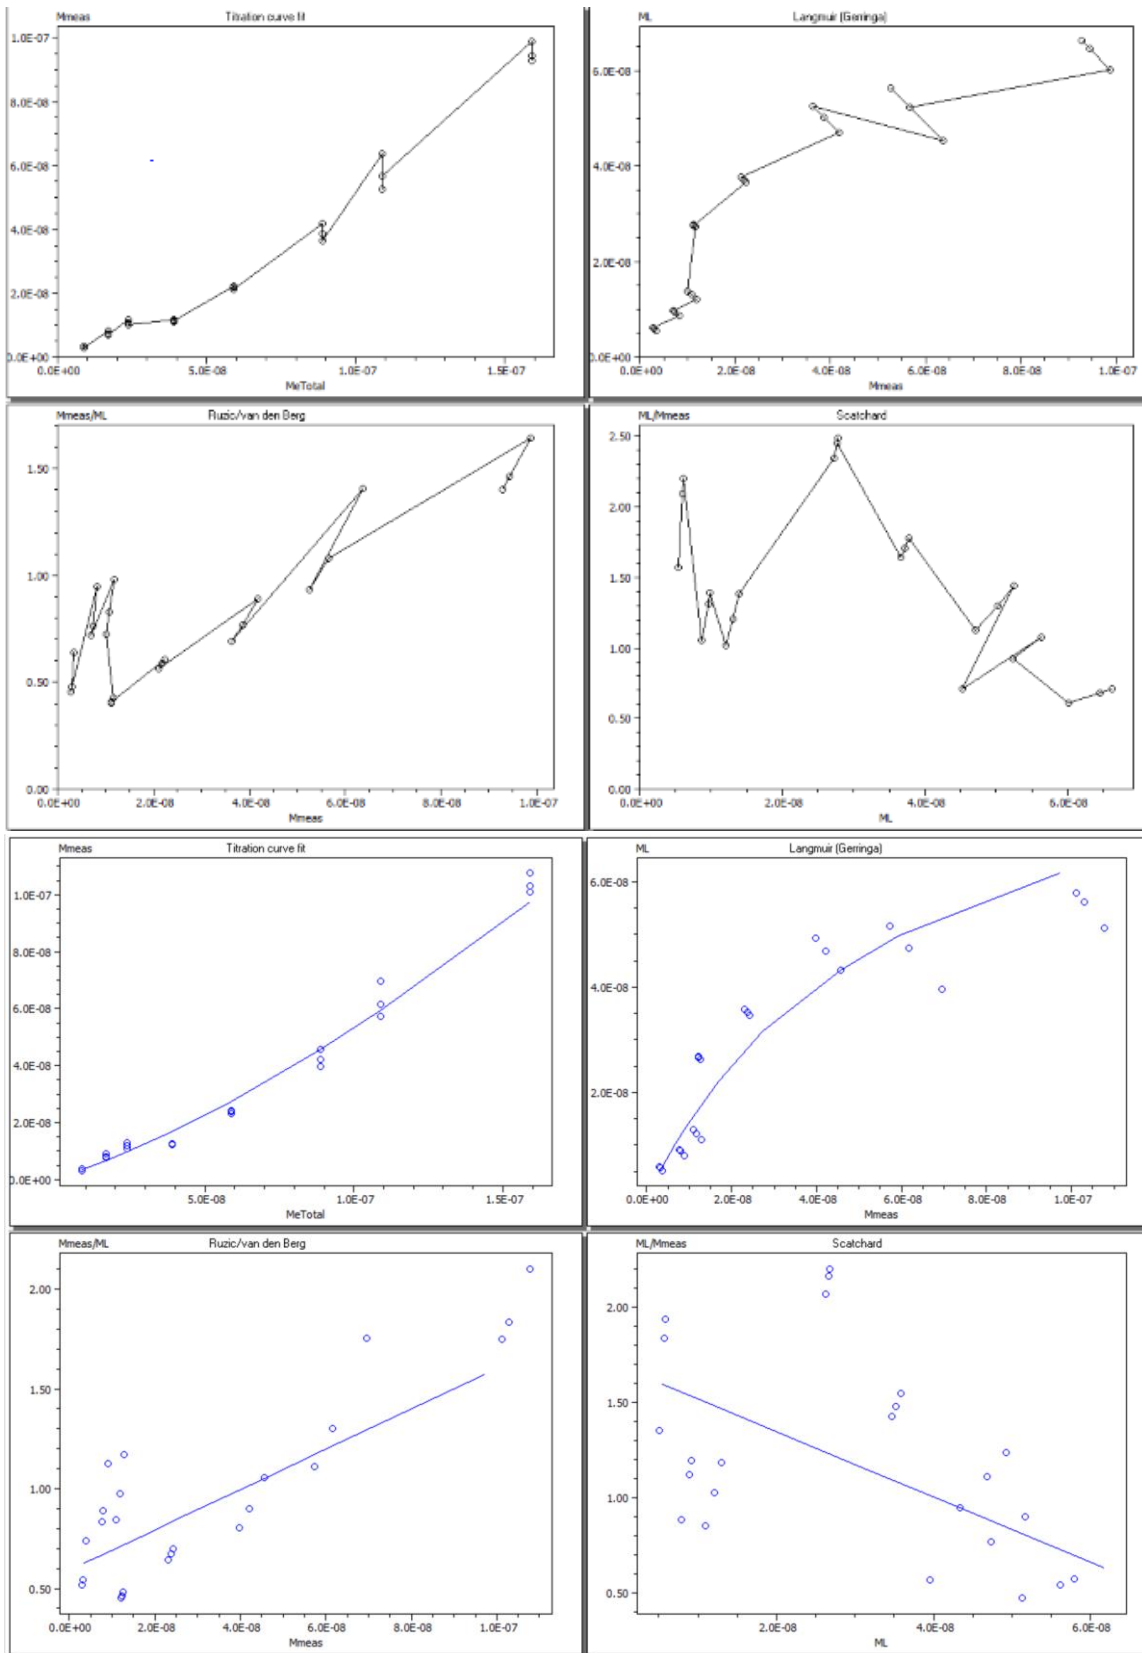 Mmeas Titration curve fit
1.0E-07
8.0E-08
6.0E-08
4.0E-08
2.0E-08
0.0E+00
0.0E+00 5.0E-08 1.0E-07 1.5E-07
MeTotal
ML Langmuir (Gerringa)
6.0E-08
4.0E-08
2.0E-08
0.0E+00
0.0E+00 2.0E-08 4.0E-08 6.0E-08 8.0E-08 1.0E-07
Mmeas
Mmeas/ML Ruzic/van den Berg
1.50
1.00
0.50
0.00
0.0E+00 2.0E-08 4.0E-08 6.0E-08 8.0E-08 1.0E-07
Mmeas
ML/Mmeas Scatchard
2.50
2.00
1.50
1.00
0.50
0.00
0.0E+00 2.0E-08 4.0E-08 6.0E-08
ML
Mmeas Titration curve fit
1.0E-07
8.0E-08
6.0E-08
4.0E-08
2.0E-08
0.0E+00
5.0E-08 1.0E-07 1.5E-07
MeTotal
ML Langmuir (Gerringa)
6.0E-08
4.0E-08
2.0E-08
0.0E+00 2.0E-08 4.0E-08 6.0E-08 8.0E-08 1.0E-07
Mmeas
Mmeas/ML Ruzic/van den Berg
2.00
1.50
1.00
0.50
0.0E+00 2.0E-08 4.0E-08 6.0E-08 8.0E-08 1.0E-07
Mmeas
ML/Mmeas Scatchard
2.00
1.50
1.00
0.50
2.0E-08 4.0E-08 6.0E-08
ML